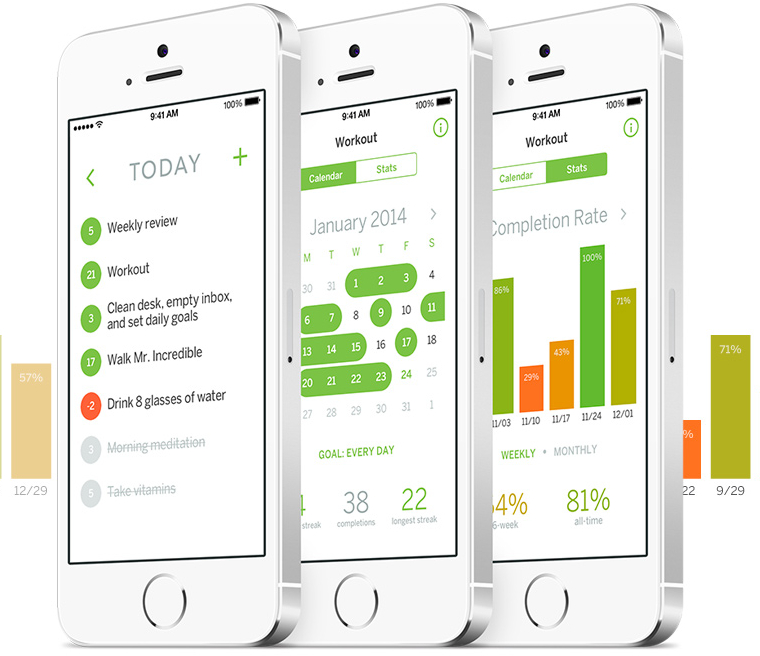 9:41 AM
100%
TODAY
+
5
Weekly review
21
Workout
3
Clean desk, empty inbox,
and set daily goals
17
Walk Mr. Incredible
-2
Drink 8 glasses of water
3
Morning meditation
5
Take vitamins
9:41 AM
100%
Workout
Calendar
Stats
January 2014
M T W T F S
30 31 1 2 3 4
6 7 8 9 10 11
13 14 15 16 17 18
20 21 22 23 24 25
27 28 29 30 31 1
GOAL: EVERY DAY
4 38 22
streak completions longest streak
9:41 AM
100%
Workout
Calendar
Stats
Completion Rate
86% 29% 43% 100% 71%
11/03 11/10 11/17 11/24 12/01
WEEKLY • MONTHLY
64% 81%
6-week all-time
57%
12/29
%
22
71%
9/29